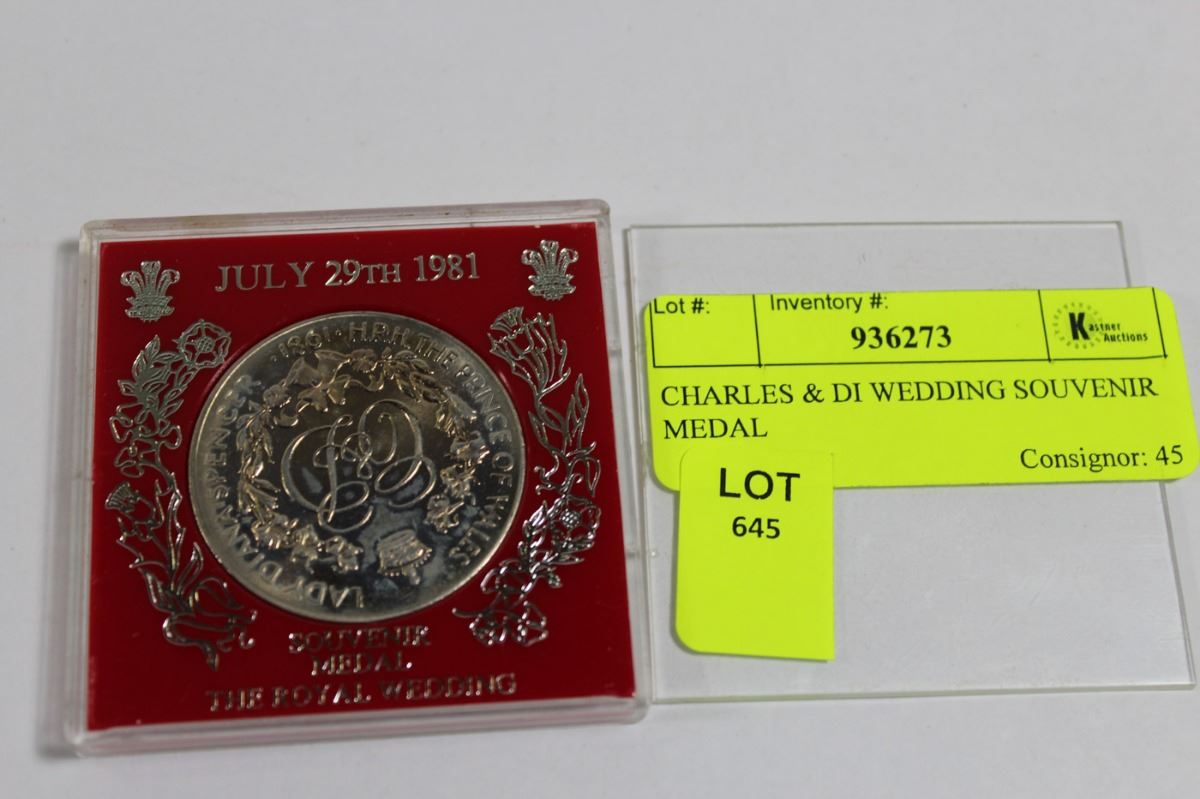 JULY 29TH 1981
LADY DIANA SPENCER · 1981 · H.R.H. THE PRINCE OF WALES
SOUVENIR
MEDAL
THE ROYAL WEDDING
Lot #:
Inventory #:
936273
Kastner
Auctions
CHARLES & DI WEDDING SOUVENIR
MEDAL
Consignor: 45
LOT
645